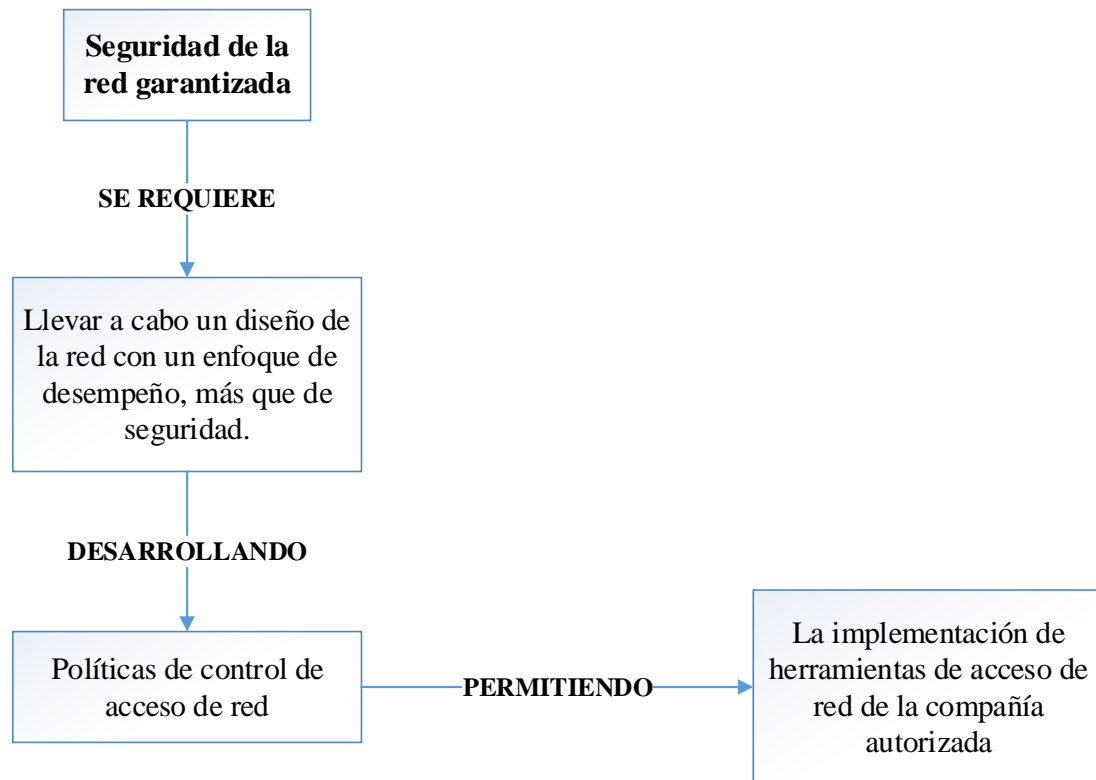 Seguridad de la
red garantizada
SE REQUIERE
Llevar a cabo un diseño de
la red con un enfoque de
desempeño, más que de
seguridad.
DESARROLLANDO
Políticas de control de
acceso de red
PERMITIENDO
La implementación de
herramientas de acceso de
red de la compañía
autorizada